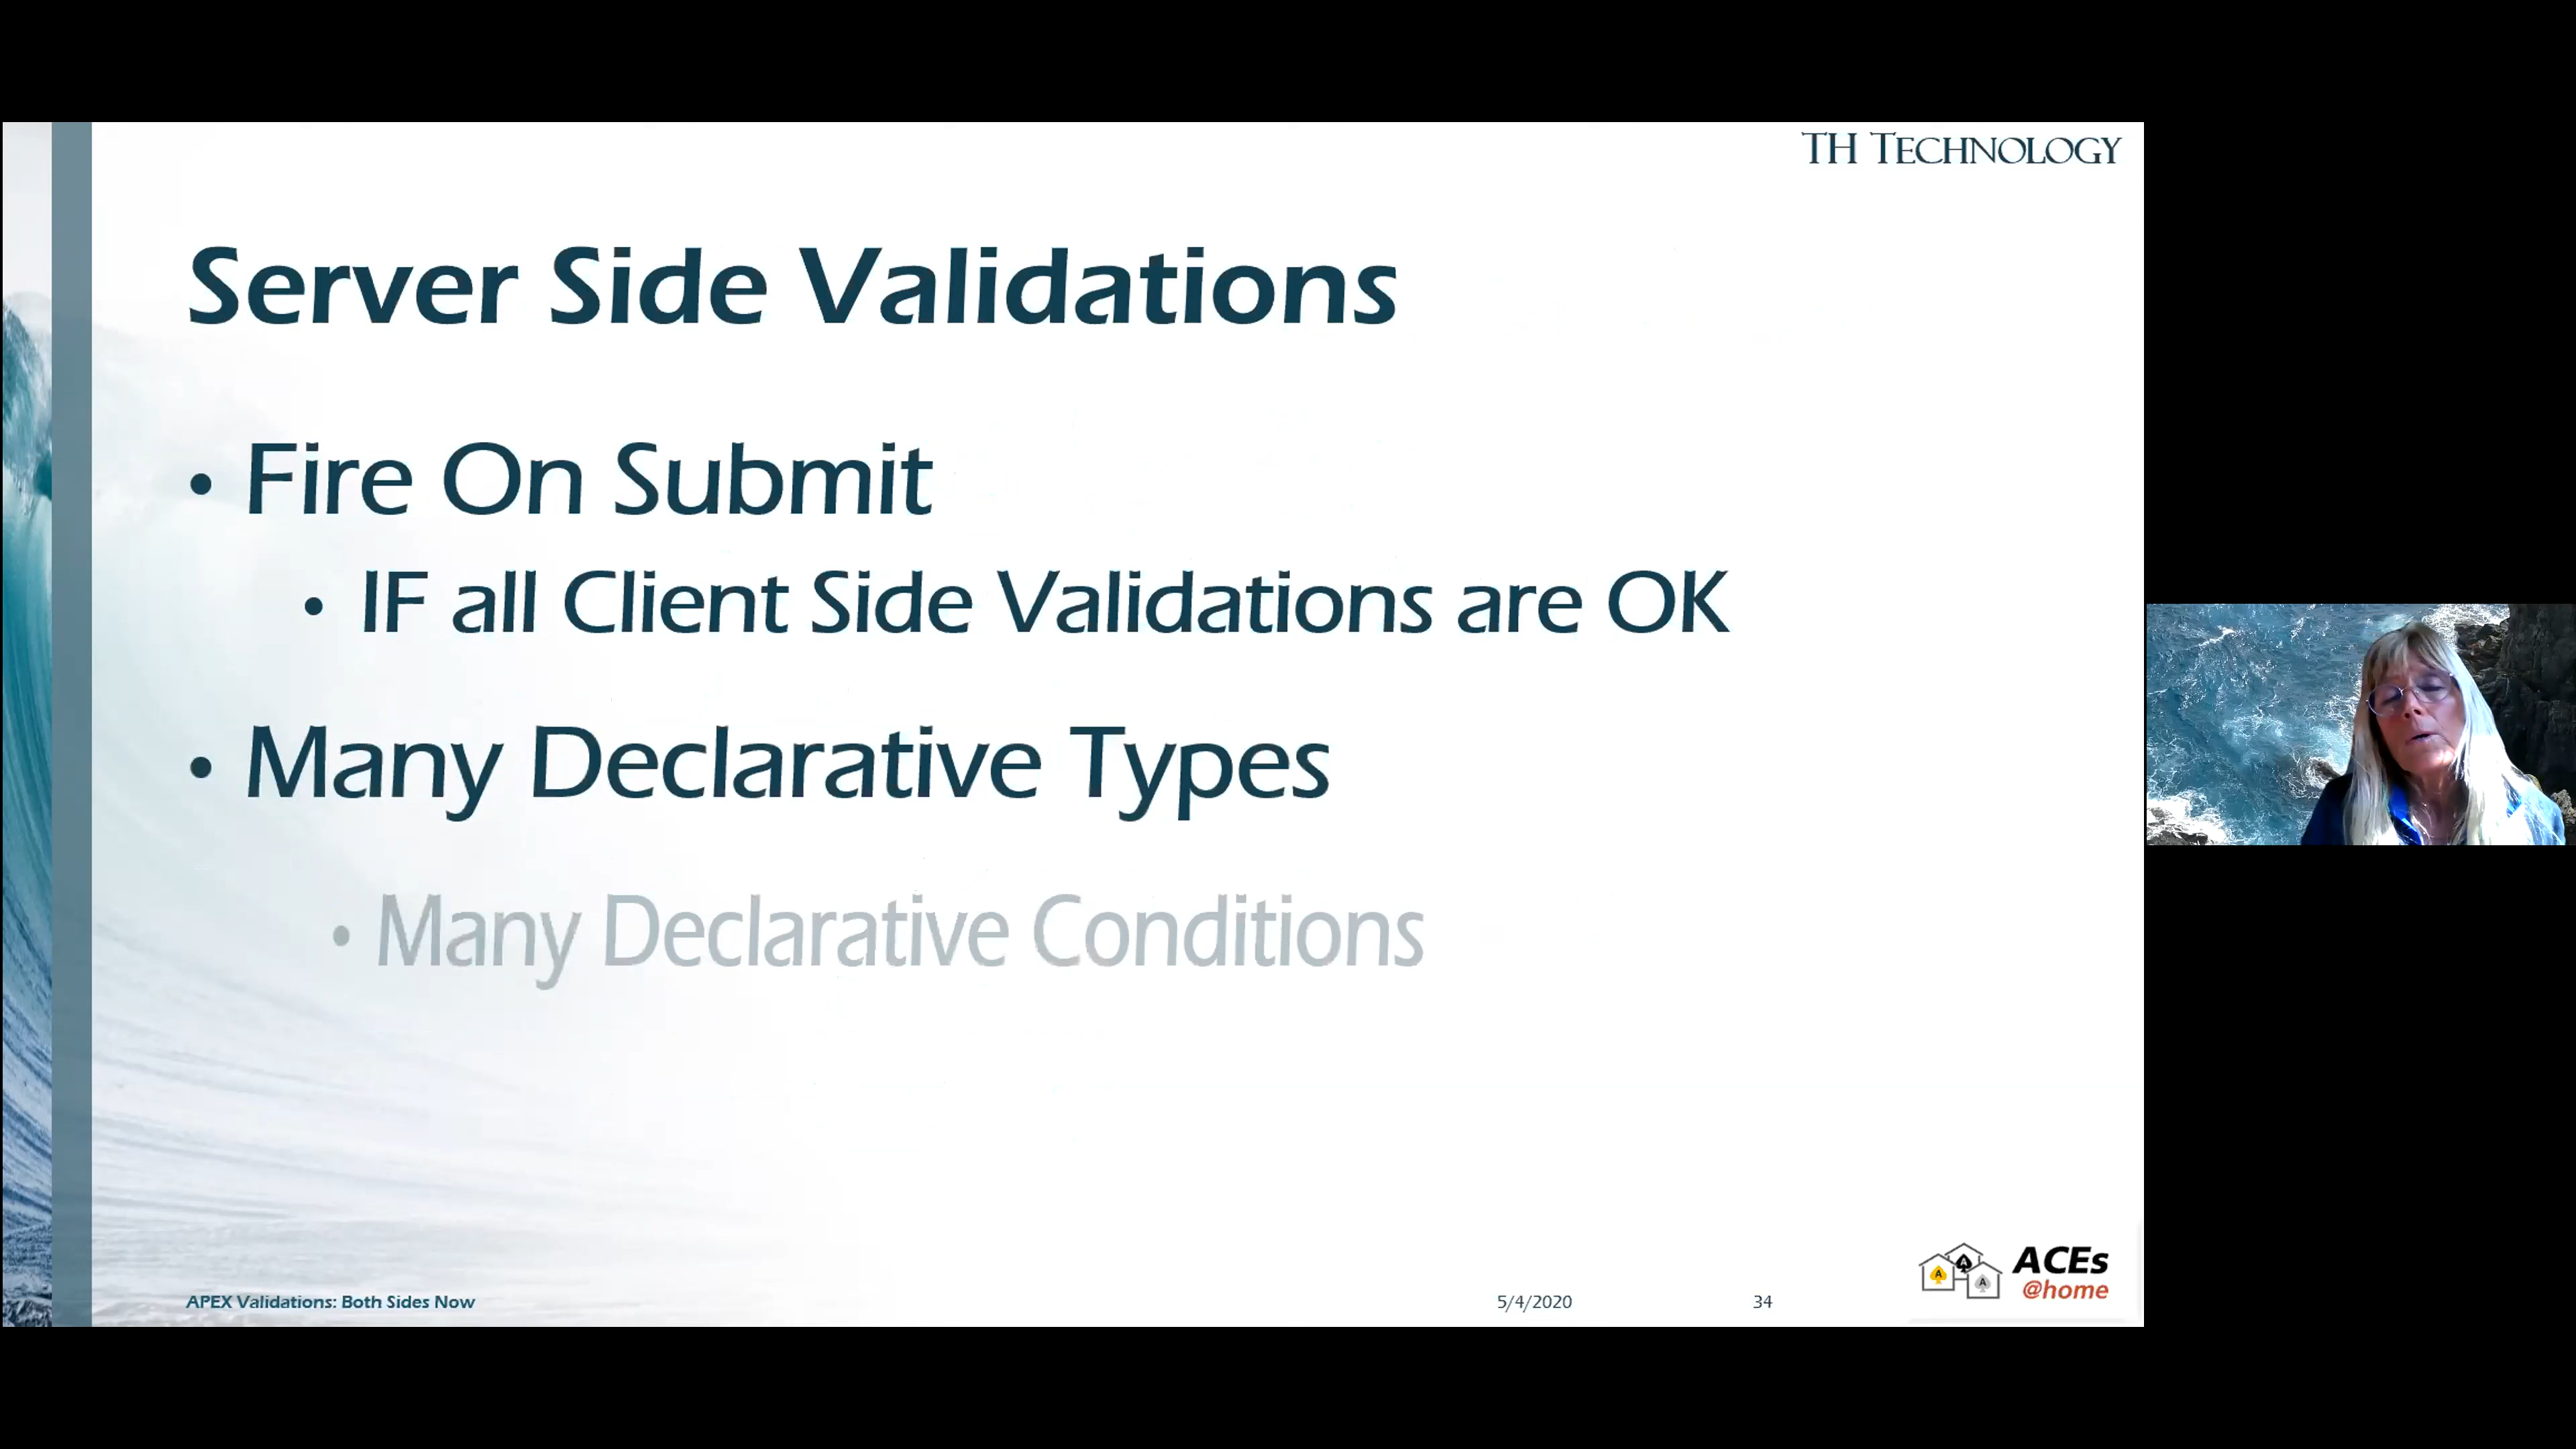 TH TECHNOLOGY
Server Side Validations
• Fire On Submit
• IF all Client Side Validations are OK
• Many Declarative Types
• Many Declarative Conditions
APEX Validations: Both Sides Now
5/4/2020
34
A A A
ACEs
@home